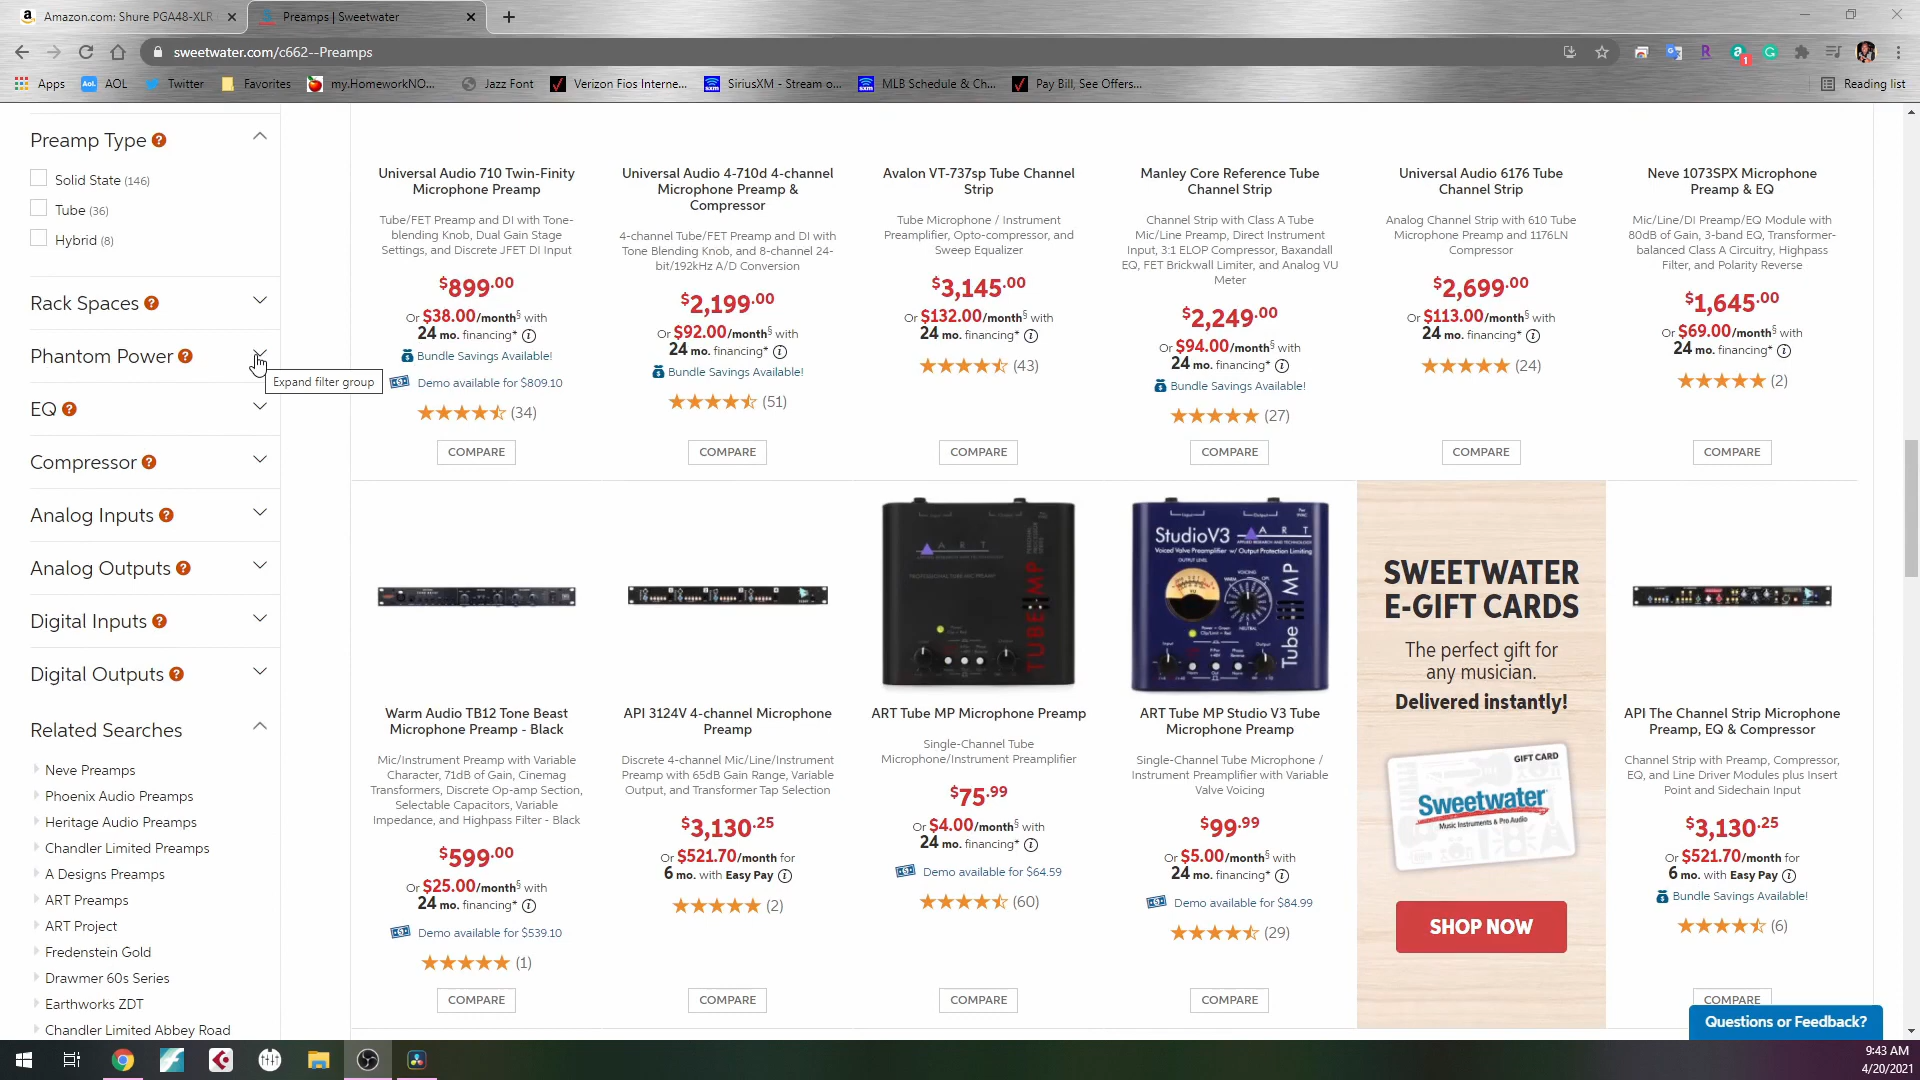 Amazon.com: Shure PGA48-XLR
Preamps | Sweetwater
sweetwater.com/c662--Preamps
Apps
AOL
Twitter
Favorites
my.HomeworkNO...
Jazz Font
Verizon Fios Interne...
SiriusXM - Stream o...
MLB Schedule & Ch...
Pay Bill, See Offers...
Reading list
Preamp Type
Solid State (146)
Tube (36)
Hybrid (8)
Rack Spaces
Phantom Power
Expand filter group
EQ
Compressor
Analog Inputs
Analog Outputs
Digital Inputs
Digital Outputs
Related Searches
Neve Preamps
Phoenix Audio Preamps
Heritage Audio Preamps
Chandler Limited Preamps
A Designs Preamps
ART Preamps
ART Project
Fredenstein Gold
Drawmer 60s Series
Earthworks ZDT
Chandler Limited Abbey Road
Universal Audio 710 Twin-Finity
Microphone Preamp
Tube/FET Preamp and DI with Tone-
blending Knob, Dual Gain Stage
Settings, and Discrete JFET DI Input
$899.00
Or $38.00/month§ with
24 mo. financing*
Bundle Savings Available!
Demo available for $809.10
(34)
COMPARE
Universal Audio 4-710d 4-channel
Microphone Preamp &
Compressor
4-channel Tube/FET Preamp and DI with
Tone Blending Knob, and 8-channel 24-
bit/192kHz A/D Conversion
$2,199.00
Or $92.00/month§ with
24 mo. financing*
Bundle Savings Available!
(51)
COMPARE
Avalon VT-737sp Tube Channel
Strip
Tube Microphone / Instrument
Preamplifier, Opto-compressor, and
Sweep Equalizer
$3,145.00
Or $132.00/month§ with
24 mo. financing*
(43)
COMPARE
Manley Core Reference Tube
Channel Strip
Channel Strip with Class A Tube
Mic/Line Preamp, Direct Instrument
Input, 3:1 ELOP Compressor, Baxandall
EQ, FET Brickwall Limiter, and Analog VU
Meter
$2,249.00
Or $94.00/month§ with
24 mo. financing*
Bundle Savings Available!
(27)
COMPARE
Universal Audio 6176 Tube
Channel Strip
Analog Channel Strip with 610 Tube
Microphone Preamp and 1176LN
Compressor
$2,699.00
Or $113.00/month§ with
24 mo. financing*
(24)
COMPARE
Neve 1073SPX Microphone
Preamp & EQ
Mic/Line/DI Preamp/EQ Module with
80dB of Gain, 3-band EQ, Transformer-
balanced Class A Circuitry, Highpass
Filter, and Polarity Reverse
$1,645.00
Or $69.00/month§ with
24 mo. financing*
(2)
COMPARE
Warm Audio TB12 Tone Beast
Microphone Preamp - Black
Mic/Instrument Preamp with Variable
Character, 71dB of Gain, Cinemag
Transformers, Discrete Op-amp Section,
Selectable Capacitors, Variable
Impedance, and Highpass Filter - Black
$599.00
Or $25.00/month§ with
24 mo. financing*
Demo available for $539.10
(1)
COMPARE
API 3124V 4-channel Microphone
Preamp
Discrete 4-channel Mic/Line/Instrument
Preamp with 65dB Gain Range, Variable
Output, and Transformer Tap Selection
$3,130.25
Or $521.70/month for
6 mo. with Easy Pay
(2)
COMPARE
ART
PROFESSIONAL TUBE MIC PREAMP
TUBE MP
ART Tube MP Microphone Preamp
Single-Channel Tube
Microphone/Instrument Preamplifier
$75.99
Or $4.00/month§ with
24 mo. financing*
Demo available for $64.59
(60)
COMPARE
StudioV3
ART
Voiced Valve Preamplifier w/ Output Protection Limiting
OUTPUT LEVEL
VOICING
Tube MP
ART Tube MP Studio V3 Tube
Microphone Preamp
Single-Channel Tube Microphone /
Instrument Preamplifier with Variable
Valve Voicing
$99.99
Or $5.00/month§ with
24 mo. financing*
Demo available for $84.99
(29)
COMPARE
SWEETWATER
E-GIFT CARDS
The perfect gift for
any musician.
Delivered instantly!
GIFT CARD
Sweetwater
Music Instruments & Pro Audio
SHOP NOW
API The Channel Strip Microphone
Preamp, EQ & Compressor
Channel Strip with Preamp, Compressor,
EQ, and Line Driver Modules plus Insert
Point and Sidechain Input
$3,130.25
Or $521.70/month for
6 mo. with Easy Pay
Bundle Savings Available!
(6)
COMPARE
Questions or Feedback?
9:43 AM
4/20/2021